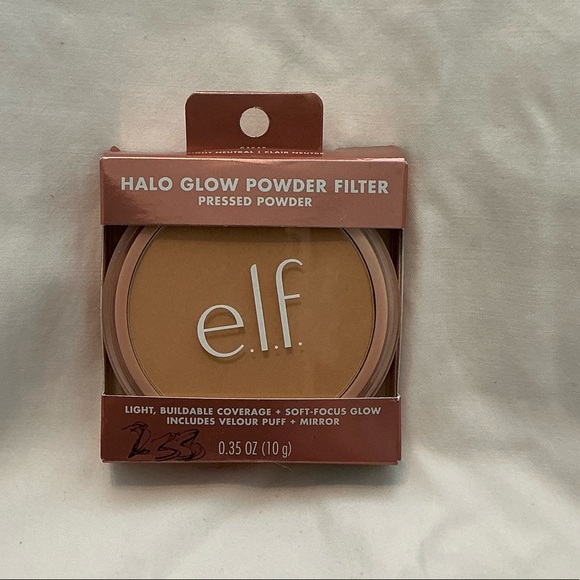 HALO GLOW POWDER FILTER
PRESSED POWDER
e.l.f.
LIGHT, BUILDABLE COVERAGE + SOFT-FOCUS GLOW
INCLUDES VELOUR PUFF + MIRROR
0.35 OZ (10 g)